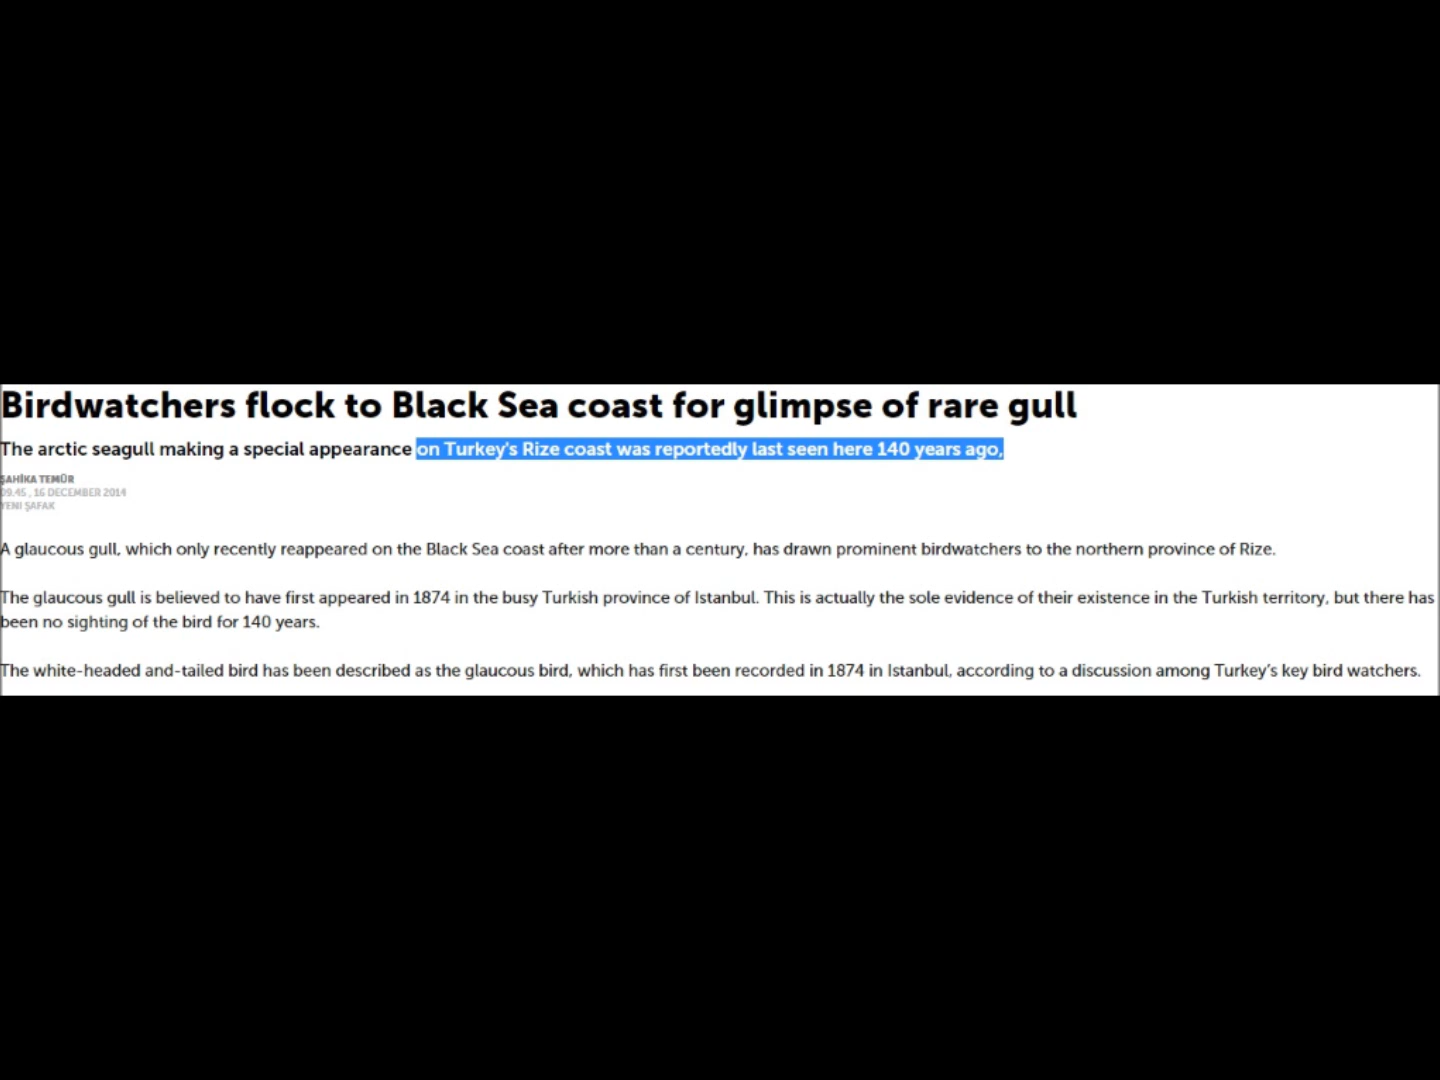 Birdwatchers flock to Black Sea coast for glimpse of rare gull
The arctic seagull making a special appearance on Turkey's Rize coast was reportedly last seen here 140 years ago,
ŞAHİKA TEMÜR
09.45 , 16 DECEMBER 2014
YENI ŞAFAK
A glaucous gull, which only recently reappeared on the Black Sea coast after more than a century, has drawn prominent birdwatchers to the northern province of Rize.
The glaucous gull is believed to have first appeared in 1874 in the busy Turkish province of Istanbul. This is actually the sole evidence of their existence in the Turkish territory, but there has
been no sighting of the bird for 140 years.
The white-headed and-tailed bird has been described as the glaucous bird, which has first been recorded in 1874 in Istanbul, according to a discussion among Turkey’s key bird watchers.